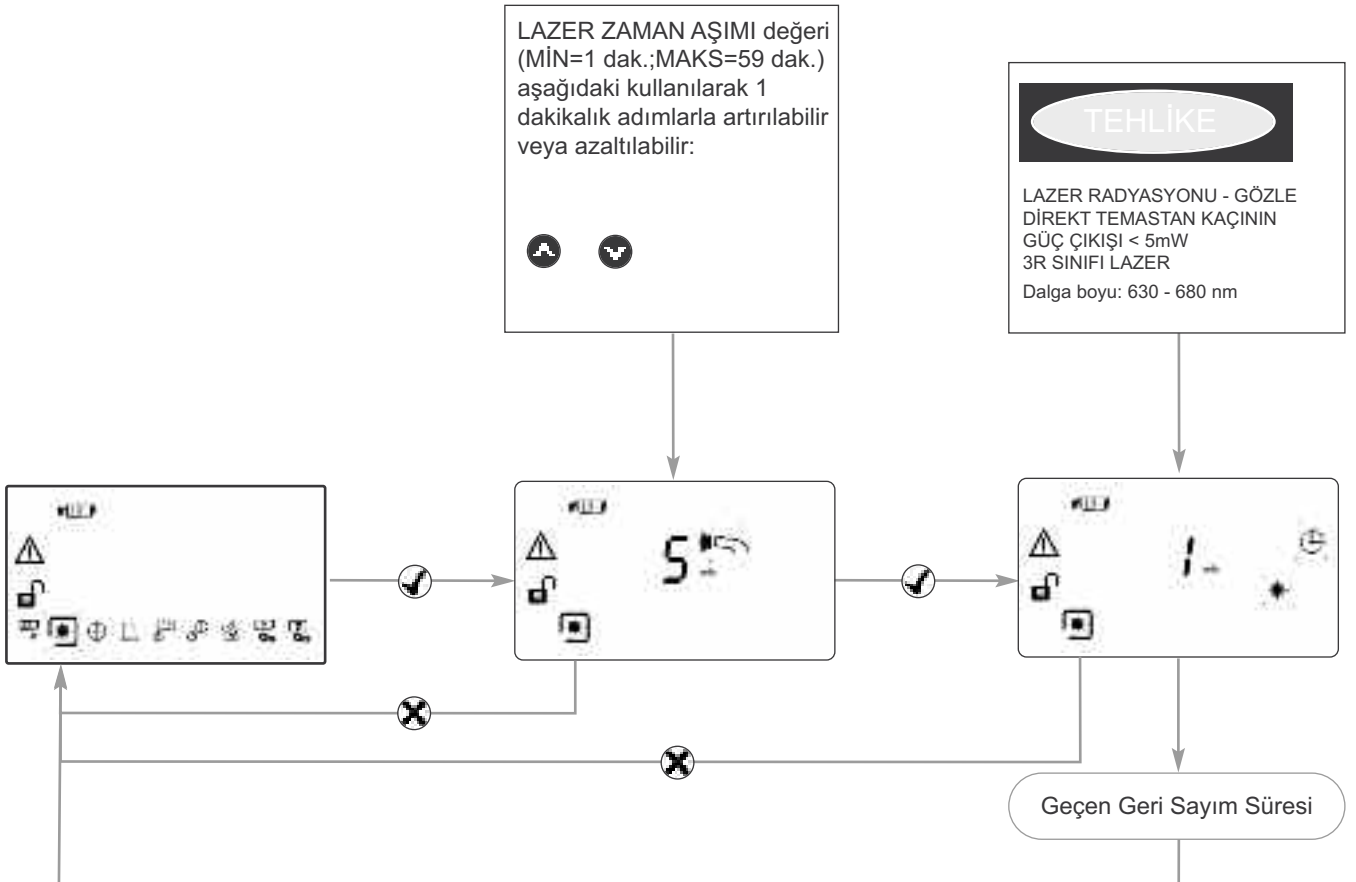 LAZER ZAMAN AŞIMI değeri
(MİN=1 dak.;MAKS=59 dak.)
aşağıdaki kullanılarak 1
dakikalık adımlarla artırılabilir
veya azaltılabilir:
TEHLİKE
LAZER RADYASYONU - GÖZLE
DİREKT TEMASTAN KAÇININ
GÜÇ ÇIKIŞI < 5mW
3R SINIFI LAZER
Dalga boyu: 630 - 680 nm
5
1
Geçen Geri Sayım Süresi